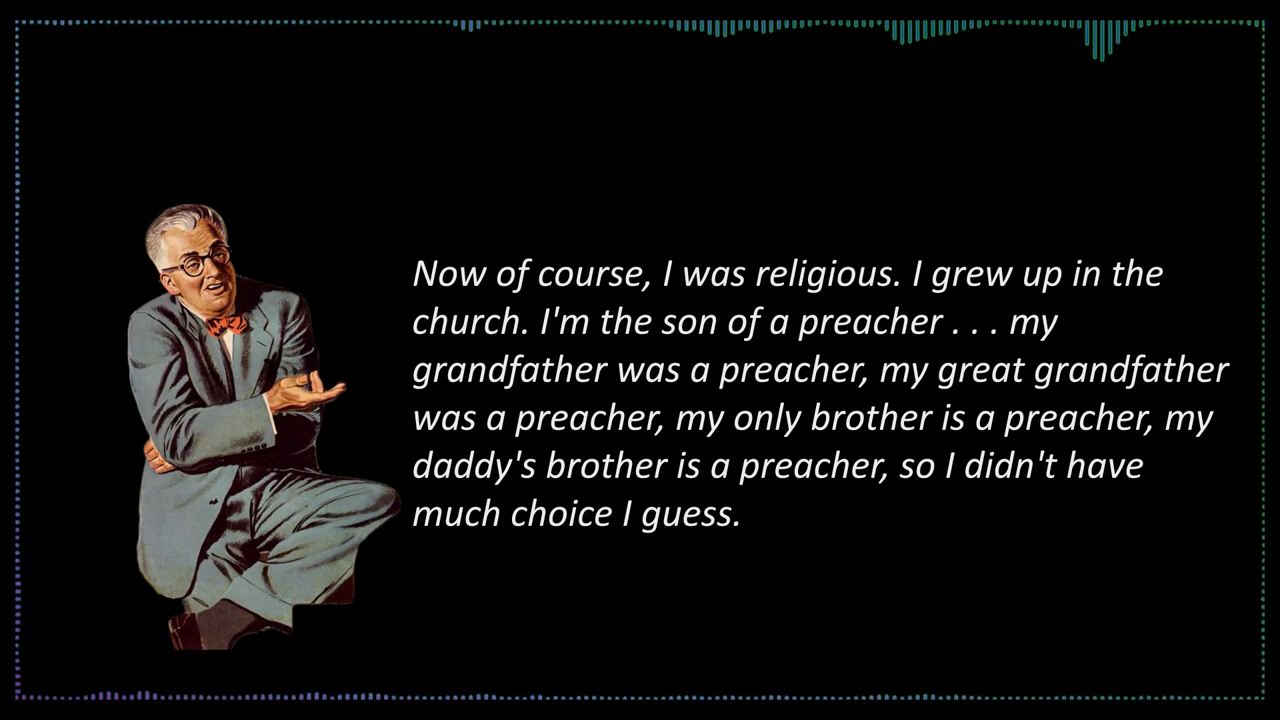 Now of course, I was religious. I grew up in the
church. I'm the son of a preacher . . . my
grandfather was a preacher, my great grandfather
was a preacher, my only brother is a preacher, my
daddy's brother is a preacher, so I didn't have
much choice I guess.